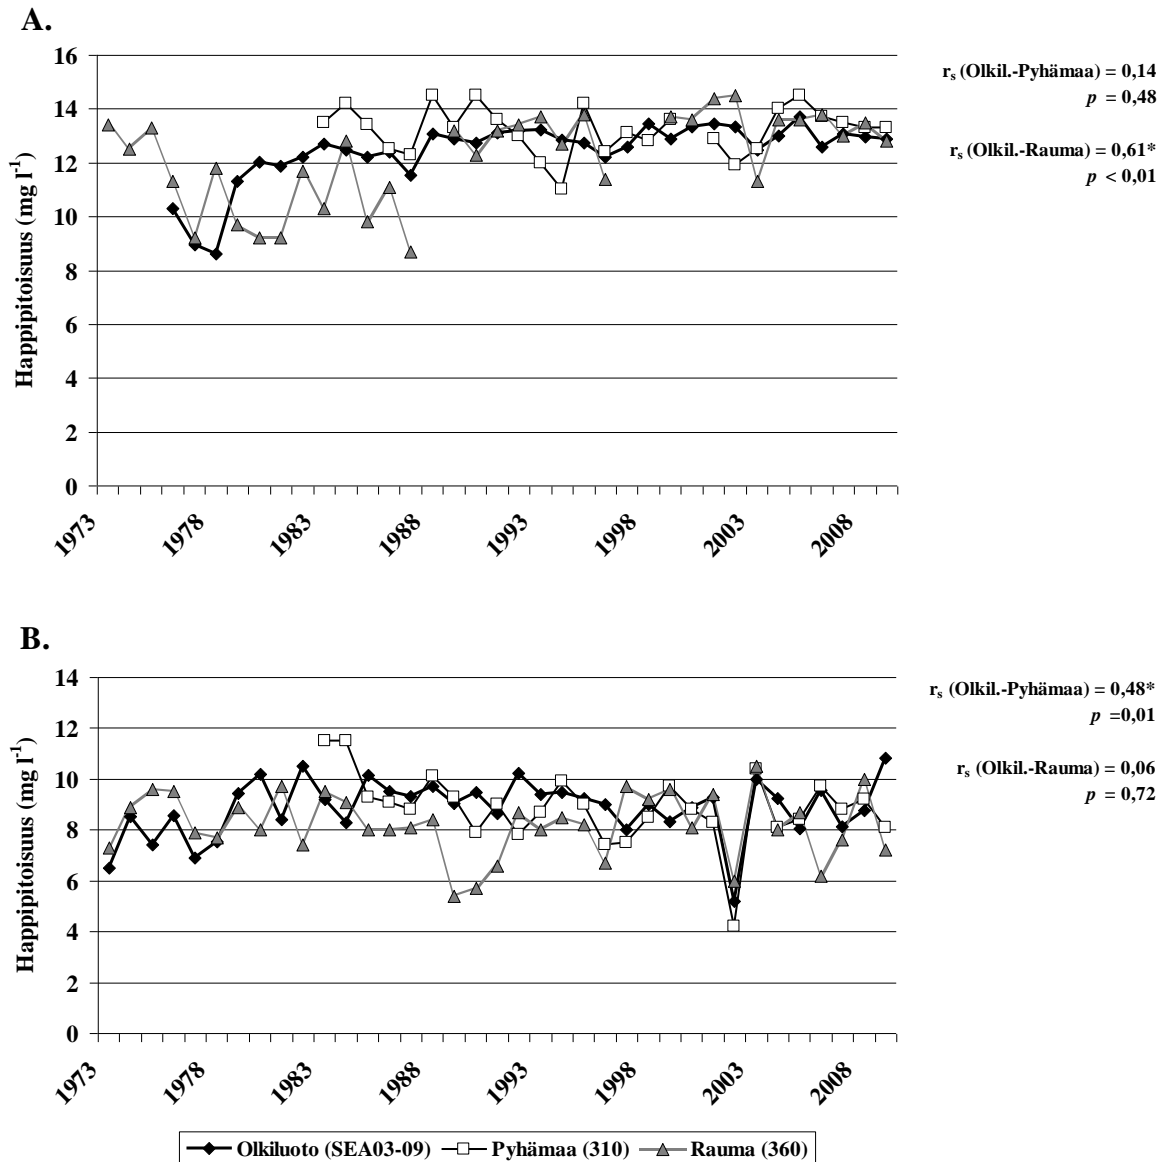 A.
Happipitoisuus (mg l-1)
16
14
12
10
8
6
4
2
0
1973
1978
1983
1988
1993
1998
2003
2008
rs (Olkil.-Pyhämaa) = 0,14
p = 0,48
rs (Olkil.-Rauma) = 0,61*
p < 0,01
B.
Happipitoisuus (mg l-1)
14
12
10
8
6
4
2
0
1973
1978
1983
1988
1993
1998
2003
2008
rs (Olkil.-Pyhämaa) = 0,48*
p =0,01
rs (Olkil.-Rauma) = 0,06
p = 0,72
Olkiluoto (SEA03-09) Pyhämaa (310) Rauma (360)